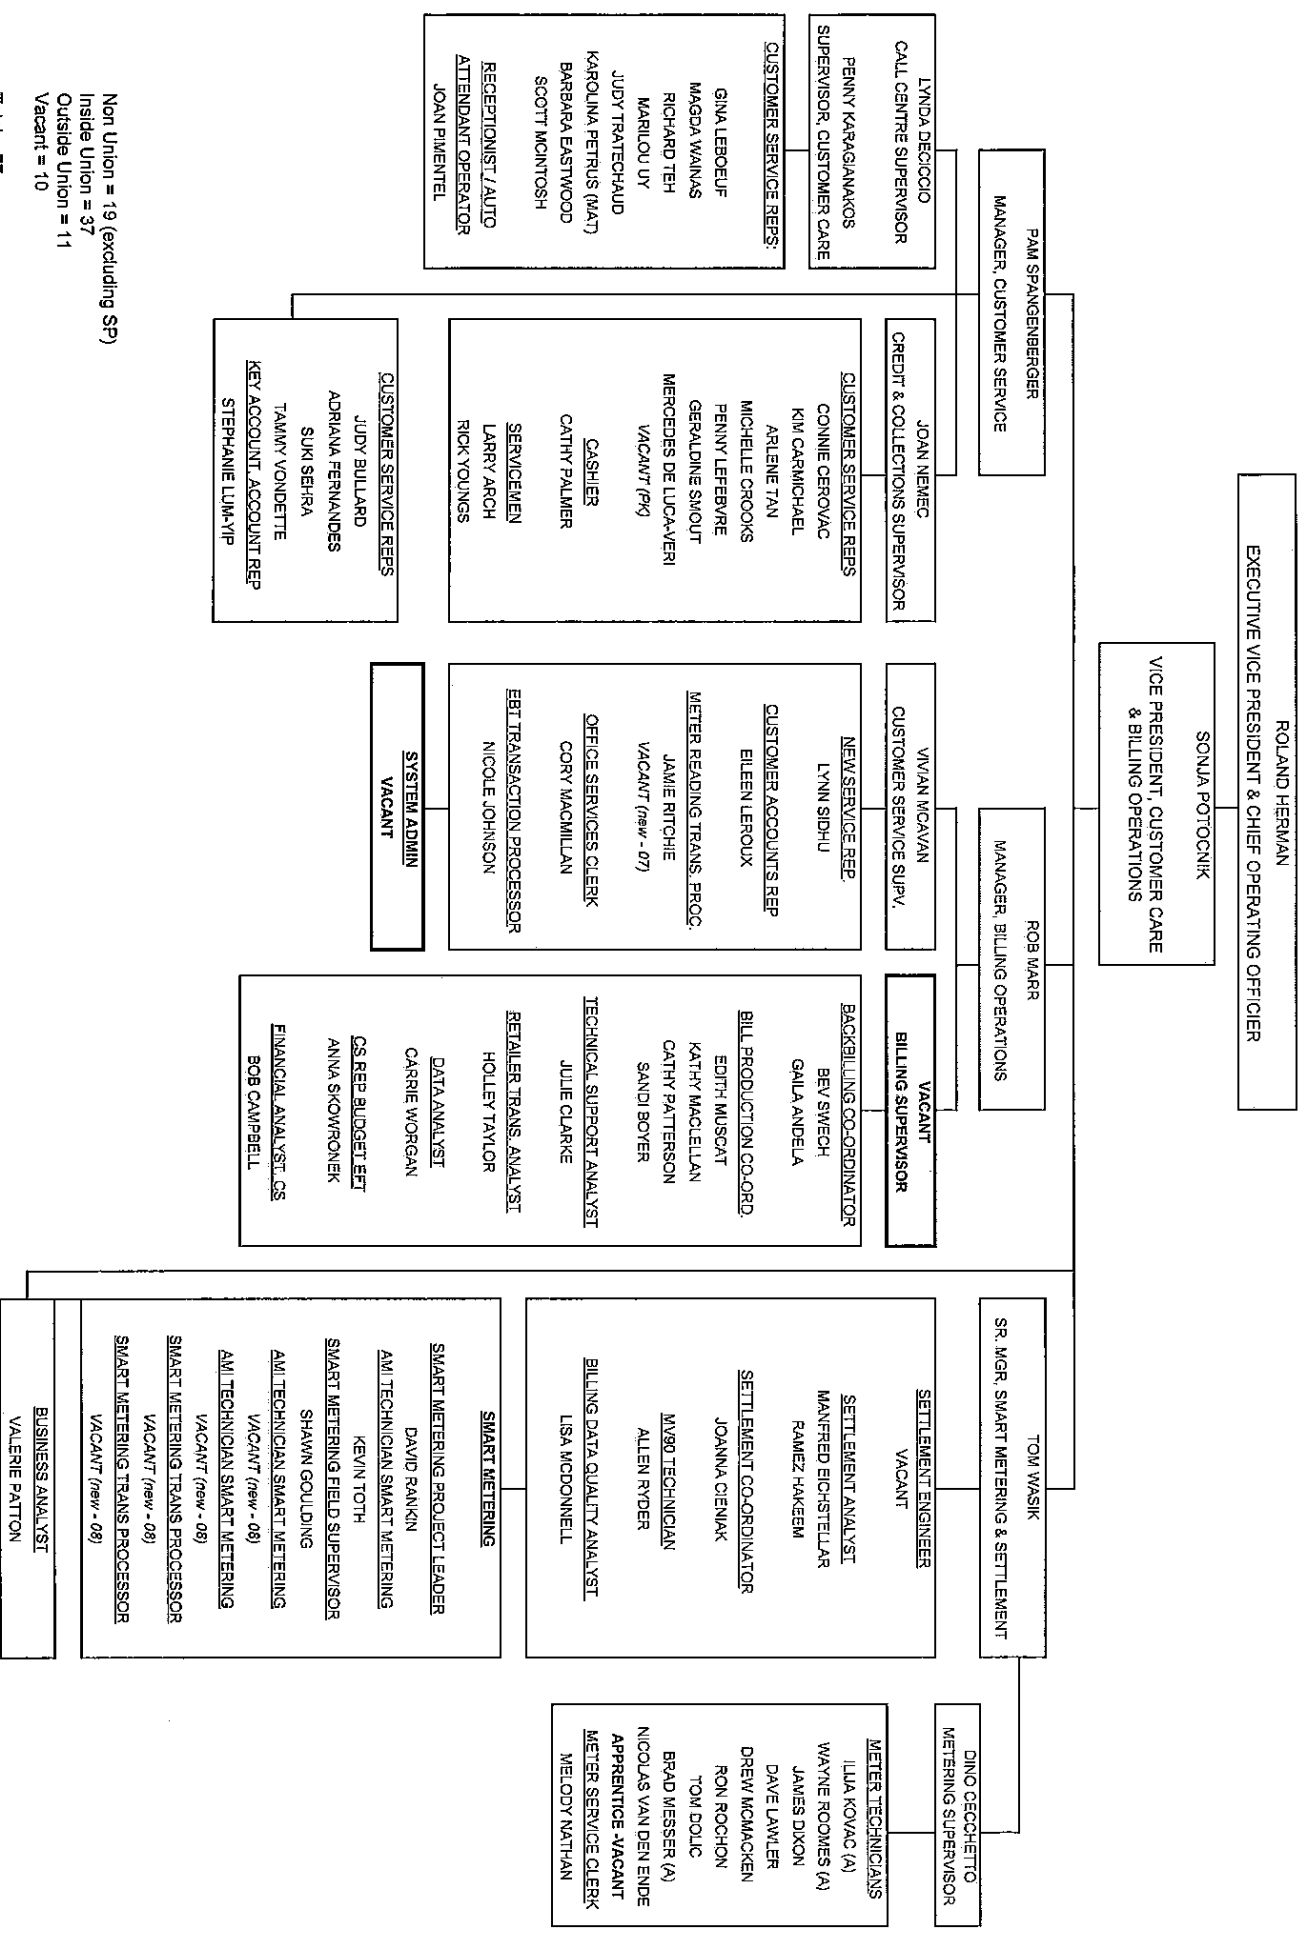 ROLAND HERMAN
EXECUTIVE VICE PRESIDENT & CHIEF OPERATING OFFICIER
SONJA POTOCNIK
VICE PRESIDENT, CUSTOMER CARE
& BILLING OPERATIONS
PAM SPANGENBERGER
MANAGER, CUSTOMER SERVICE
LYNDA DECICCIO
CALL CENTRE SUPERVISOR
PENNY KARAGIANAKOS
SUPERVISOR, CUSTOMER CARE
CUSTOMER SERVICE REPS:
GINA LEBOEUF
MAGDA WAINAS
RICHARD TEH
MARILOU UY
JUDY TRATECHAUD
KAROLINA PETRUS (MAT)
BARBARA EASTWOOD
SCOTT MCINTOSH
RECEPTIONIST / AUTO
ATTENDANT OPERATOR
JOAN PIMENTEL
JOAN NEMEC
CREDIT & COLLECTIONS SUPERVISOR
CUSTOMER SERVICE REPS
CONNIE CEROVAC
KIM CARMICHAEL
ARLENE TAN
MICHELLE CROOKS
PENNY LEFEBVRE
GERALDINE SMOUT
MERCEDES DE LUCA-VERI
VACANT (PK)
CASHIER
CATHY PALMER
SERVICEMEN
LARRY ARCH
RICK YOUNGS
CUSTOMER SERVICE REPS
JUDY BULLARD
ADRIANA FERNANDES
SUKI SEHRA
TAMMY VONDETTE
KEY ACCOUNT, ACCOUNT REP
STEPHANIE LUM-YIP
ROB MARR
MANAGER, BILLING OPERATIONS
VIVIAN MCAVAN
CUSTOMER SERVICE SUPV.
NEW SERVICE REP.
LYNN SIDHU
CUSTOMER ACCOUNTS REP
EILEEN LEROUX
METER READING TRANS. PROC.
JAMIE RITCHIE
VACANT (new - 07)
OFFICE SERVICES CLERK
CORY MACMILLAN
EBT TRANSACTION PROCESSOR
NICOLE JOHNSON
SYSTEM ADMIN
VACANT
VACANT
BILLING SUPERVISOR
BACKBILLING CO-ORDINATOR
BEV SWECH
GAILA ANDELA
BILL PRODUCTION CO-ORD.
EDITH MUSCAT
KATHY MACLELLAN
CATHY PATTERSON
SANDI BOYER
TECHNICAL SUPPORT ANALYST
JULIE CLARKE
RETAILER TRANS. ANALYST
HOLLEY TAYLOR
DATA ANALYST
CARRIE WORGAN
CS REP BUDGET EFT
ANNA SKOWRONEK
FINANCIAL ANALYST, CS
BOB CAMPBELL
TOM WASIK
SR. MGR, SMART METERING & SETTLEMENT
SETTLEMENT ENGINEER
VACANT
SETTLEMENT ANALYST
MANFRED EICHSTELLAR
RAMEZ HAKEEM
SETTLEMENT CO-ORDINATOR
JOANNA CIENIAK
MV90 TECHNICIAN
ALLEN RYDER
BILLING DATA QUALITY ANALYST
LISA MCDONNELL
SMART METERING
SMART METERING PROJECT LEADER
DAVID RANKIN
AMI TECHNICIAN SMART METERING
KEVIN TOTH
SMART METERING FIELD SUPERVISOR
SHAWN GOULDING
AMI TECHNICIAN SMART METERING
VACANT (new - 08)
AMI TECHNICIAN SMART METERING
VACANT (new - 08)
SMART METERING TRANS PROCESSOR
VACANT (new - 08)
SMART METERING TRANS PROCESSOR
VACANT (new - 08)
BUSINESS ANALYST
VALERIE PATTON
DINO CECCHETTO
METERING SUPERVISOR
METER TECHNICIANS
ILIJA KOVAC (A)
WAYNE ROOMES (A)
JAMES DIXON
DAVE LAWLER
DREW MCMACKEN
RON ROCHON
TOM DOLIC
BRAD MESSER (A)
NICOLAS VAN DEN ENDE
APPRENTICE -VACANT
METER SERVICE CLERK
MELODY NATHAN
Non Union = 19 (excluding SP)
Inside Union = 37
Outside Union = 11
Vacant = 10